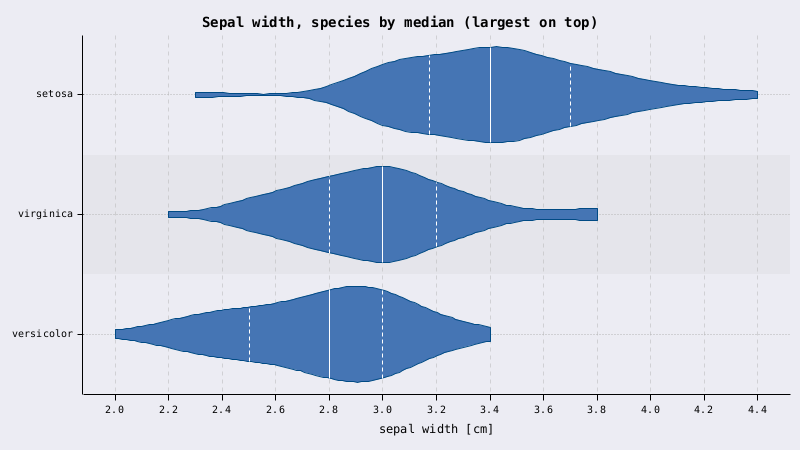 Sepal width, species by median (largest on top)
setosa
virginica
versicolor
2.0 2.2 2.4 2.6 2.8 3.0 3.2 3.4 3.6 3.8 4.0 4.2 4.4
sepal width [cm]